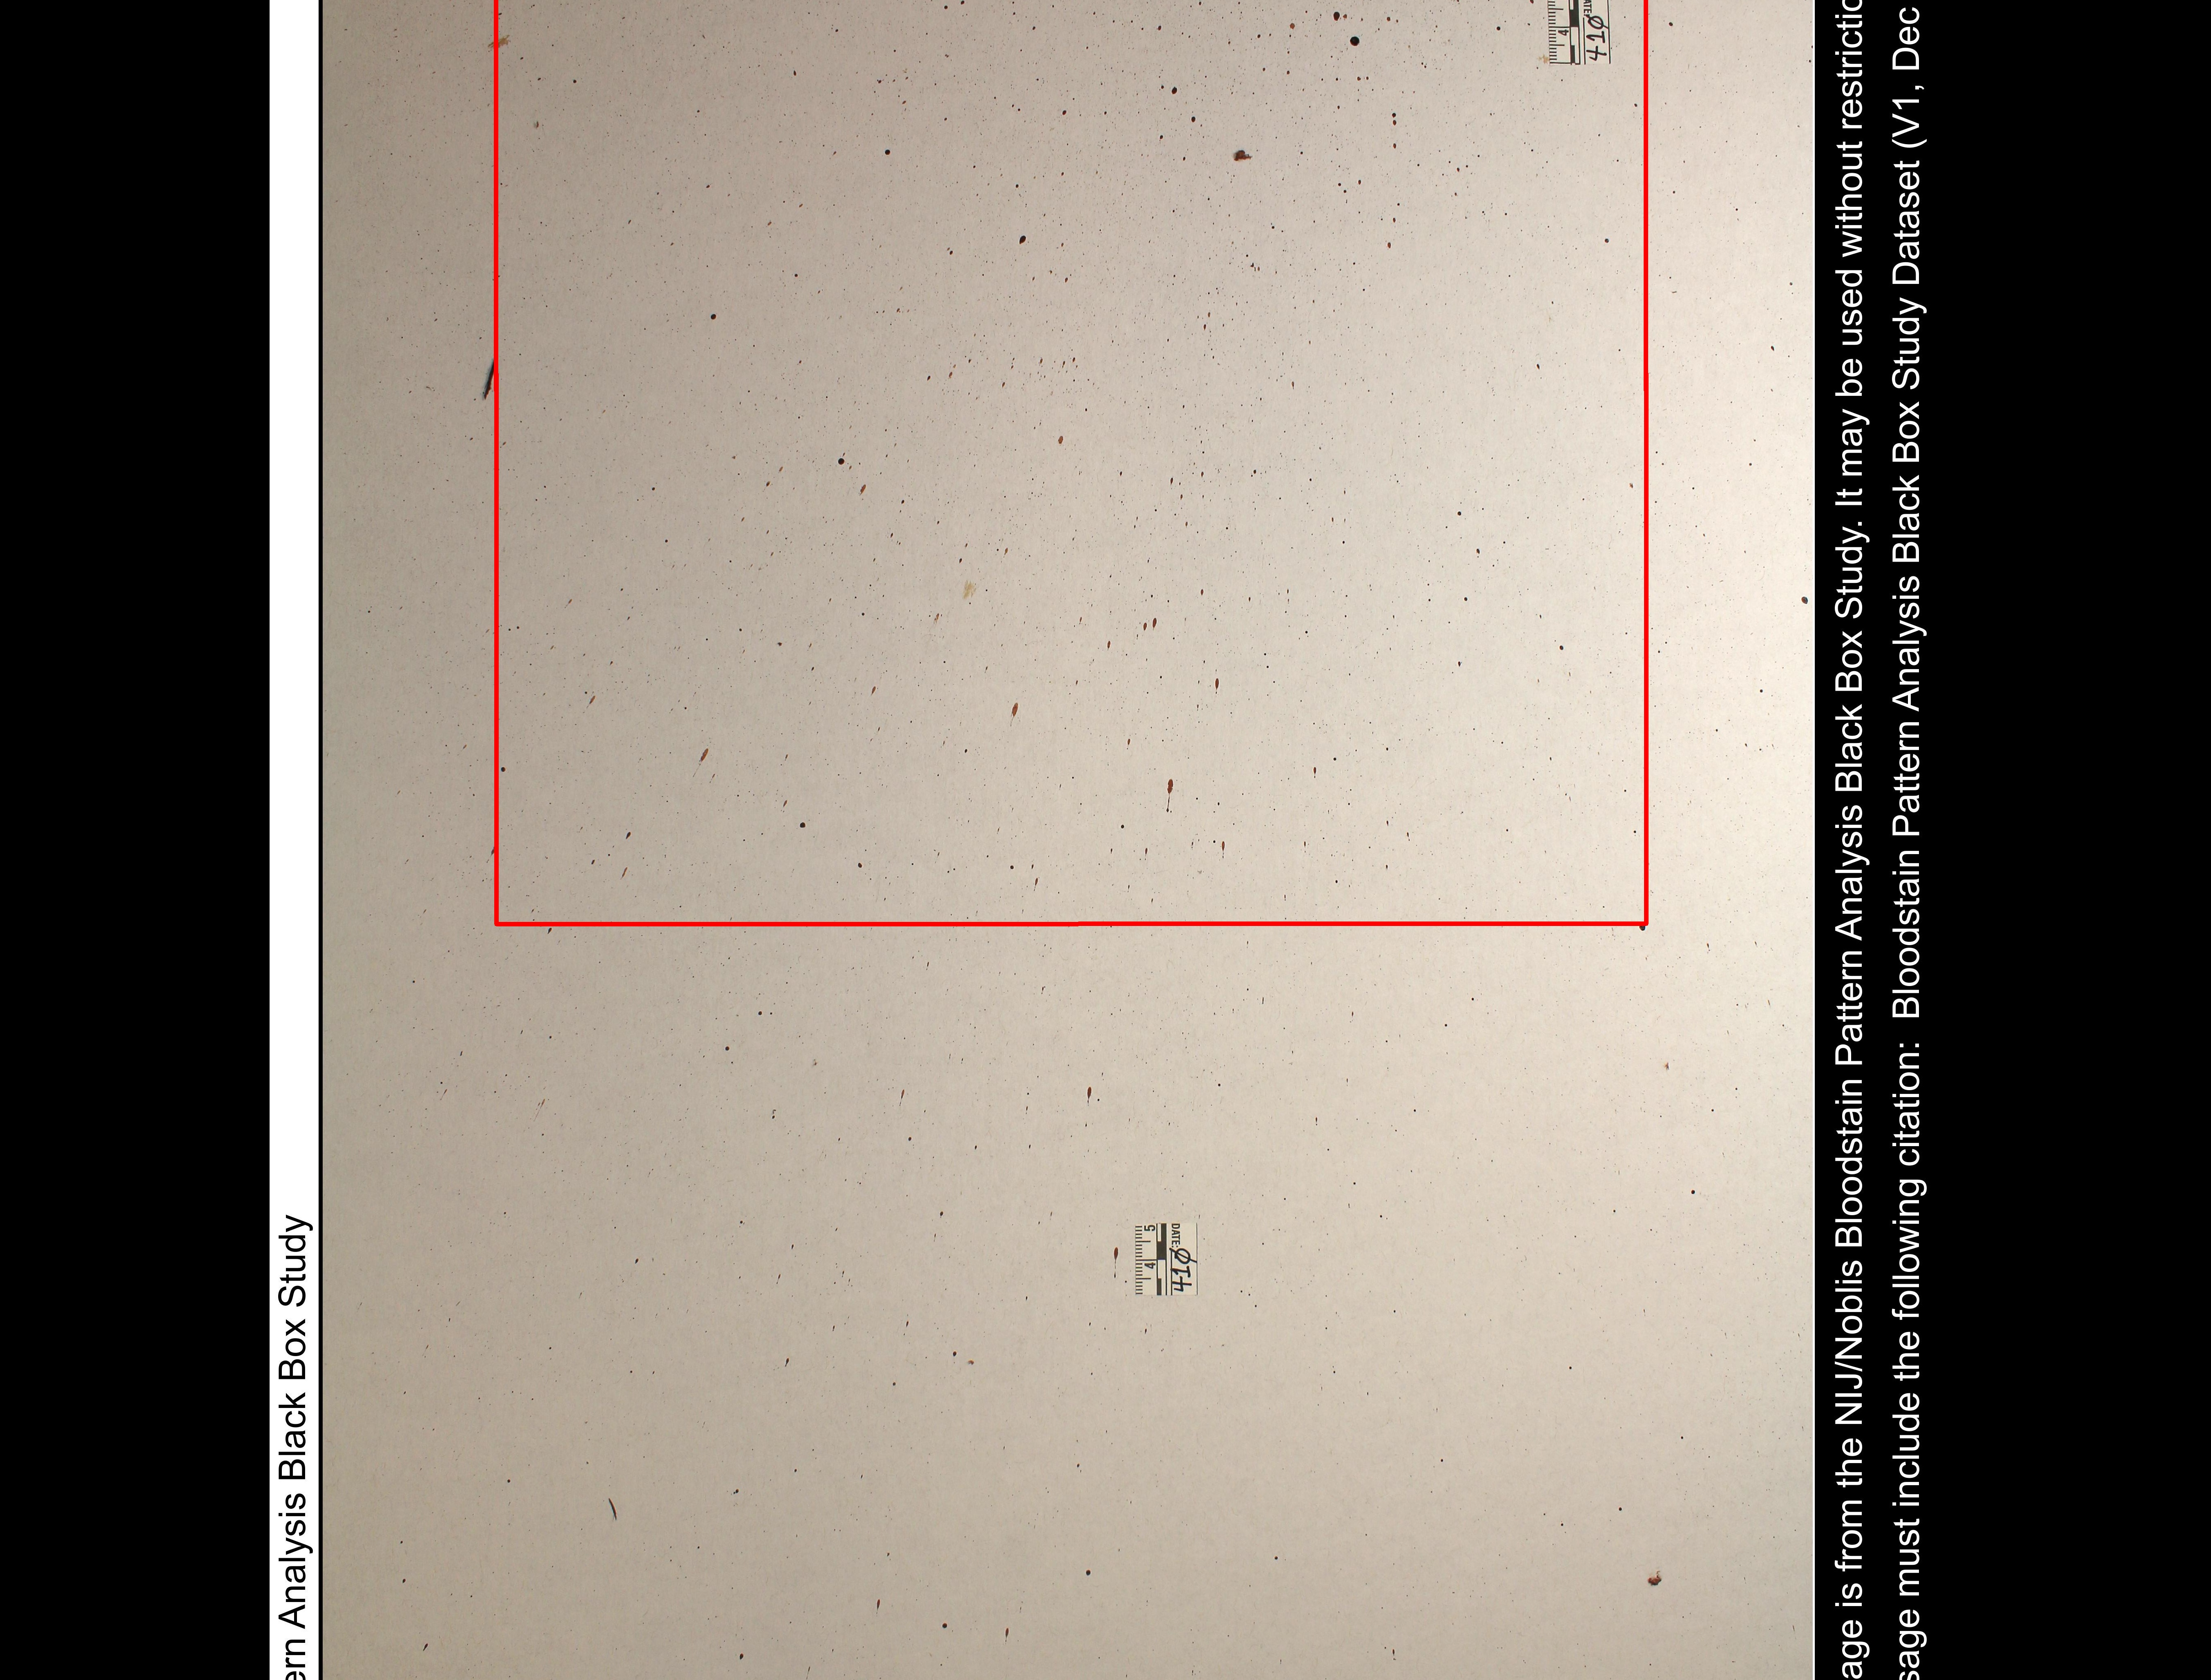 ern Analysis Black Box Study
DATE:
4
5
4
DATE:
age is from the NIJ/Noblis Bloodstain Pattern Analysis Black Box Study. It may be used without restrictio
sage must include the following citation: Bloodstain Pattern Analysis Black Box Study Dataset (V1, Dec